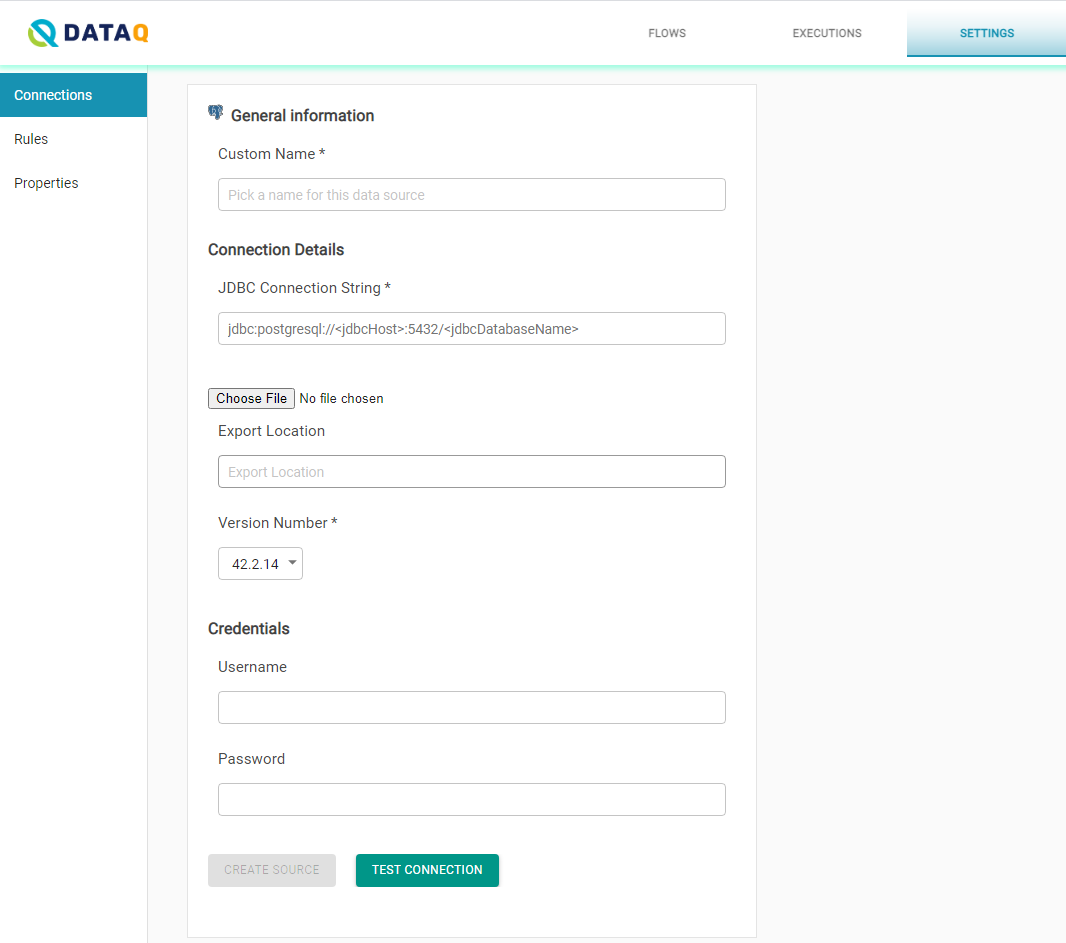 DATAQ
FLOWS
EXECUTIONS
SETTINGS
Connections
Rules
Properties
General information
Custom Name *
Pick a name for this data source
Connection Details
JDBC Connection String *
jdbc:postgresql://<jdbcHost>:5432/<jdbcDatabaseName>
Choose File No file chosen
Export Location
Export Location
Version Number *
42.2.14
Credentials
Username
Password
CREATE SOURCE
TEST CONNECTION